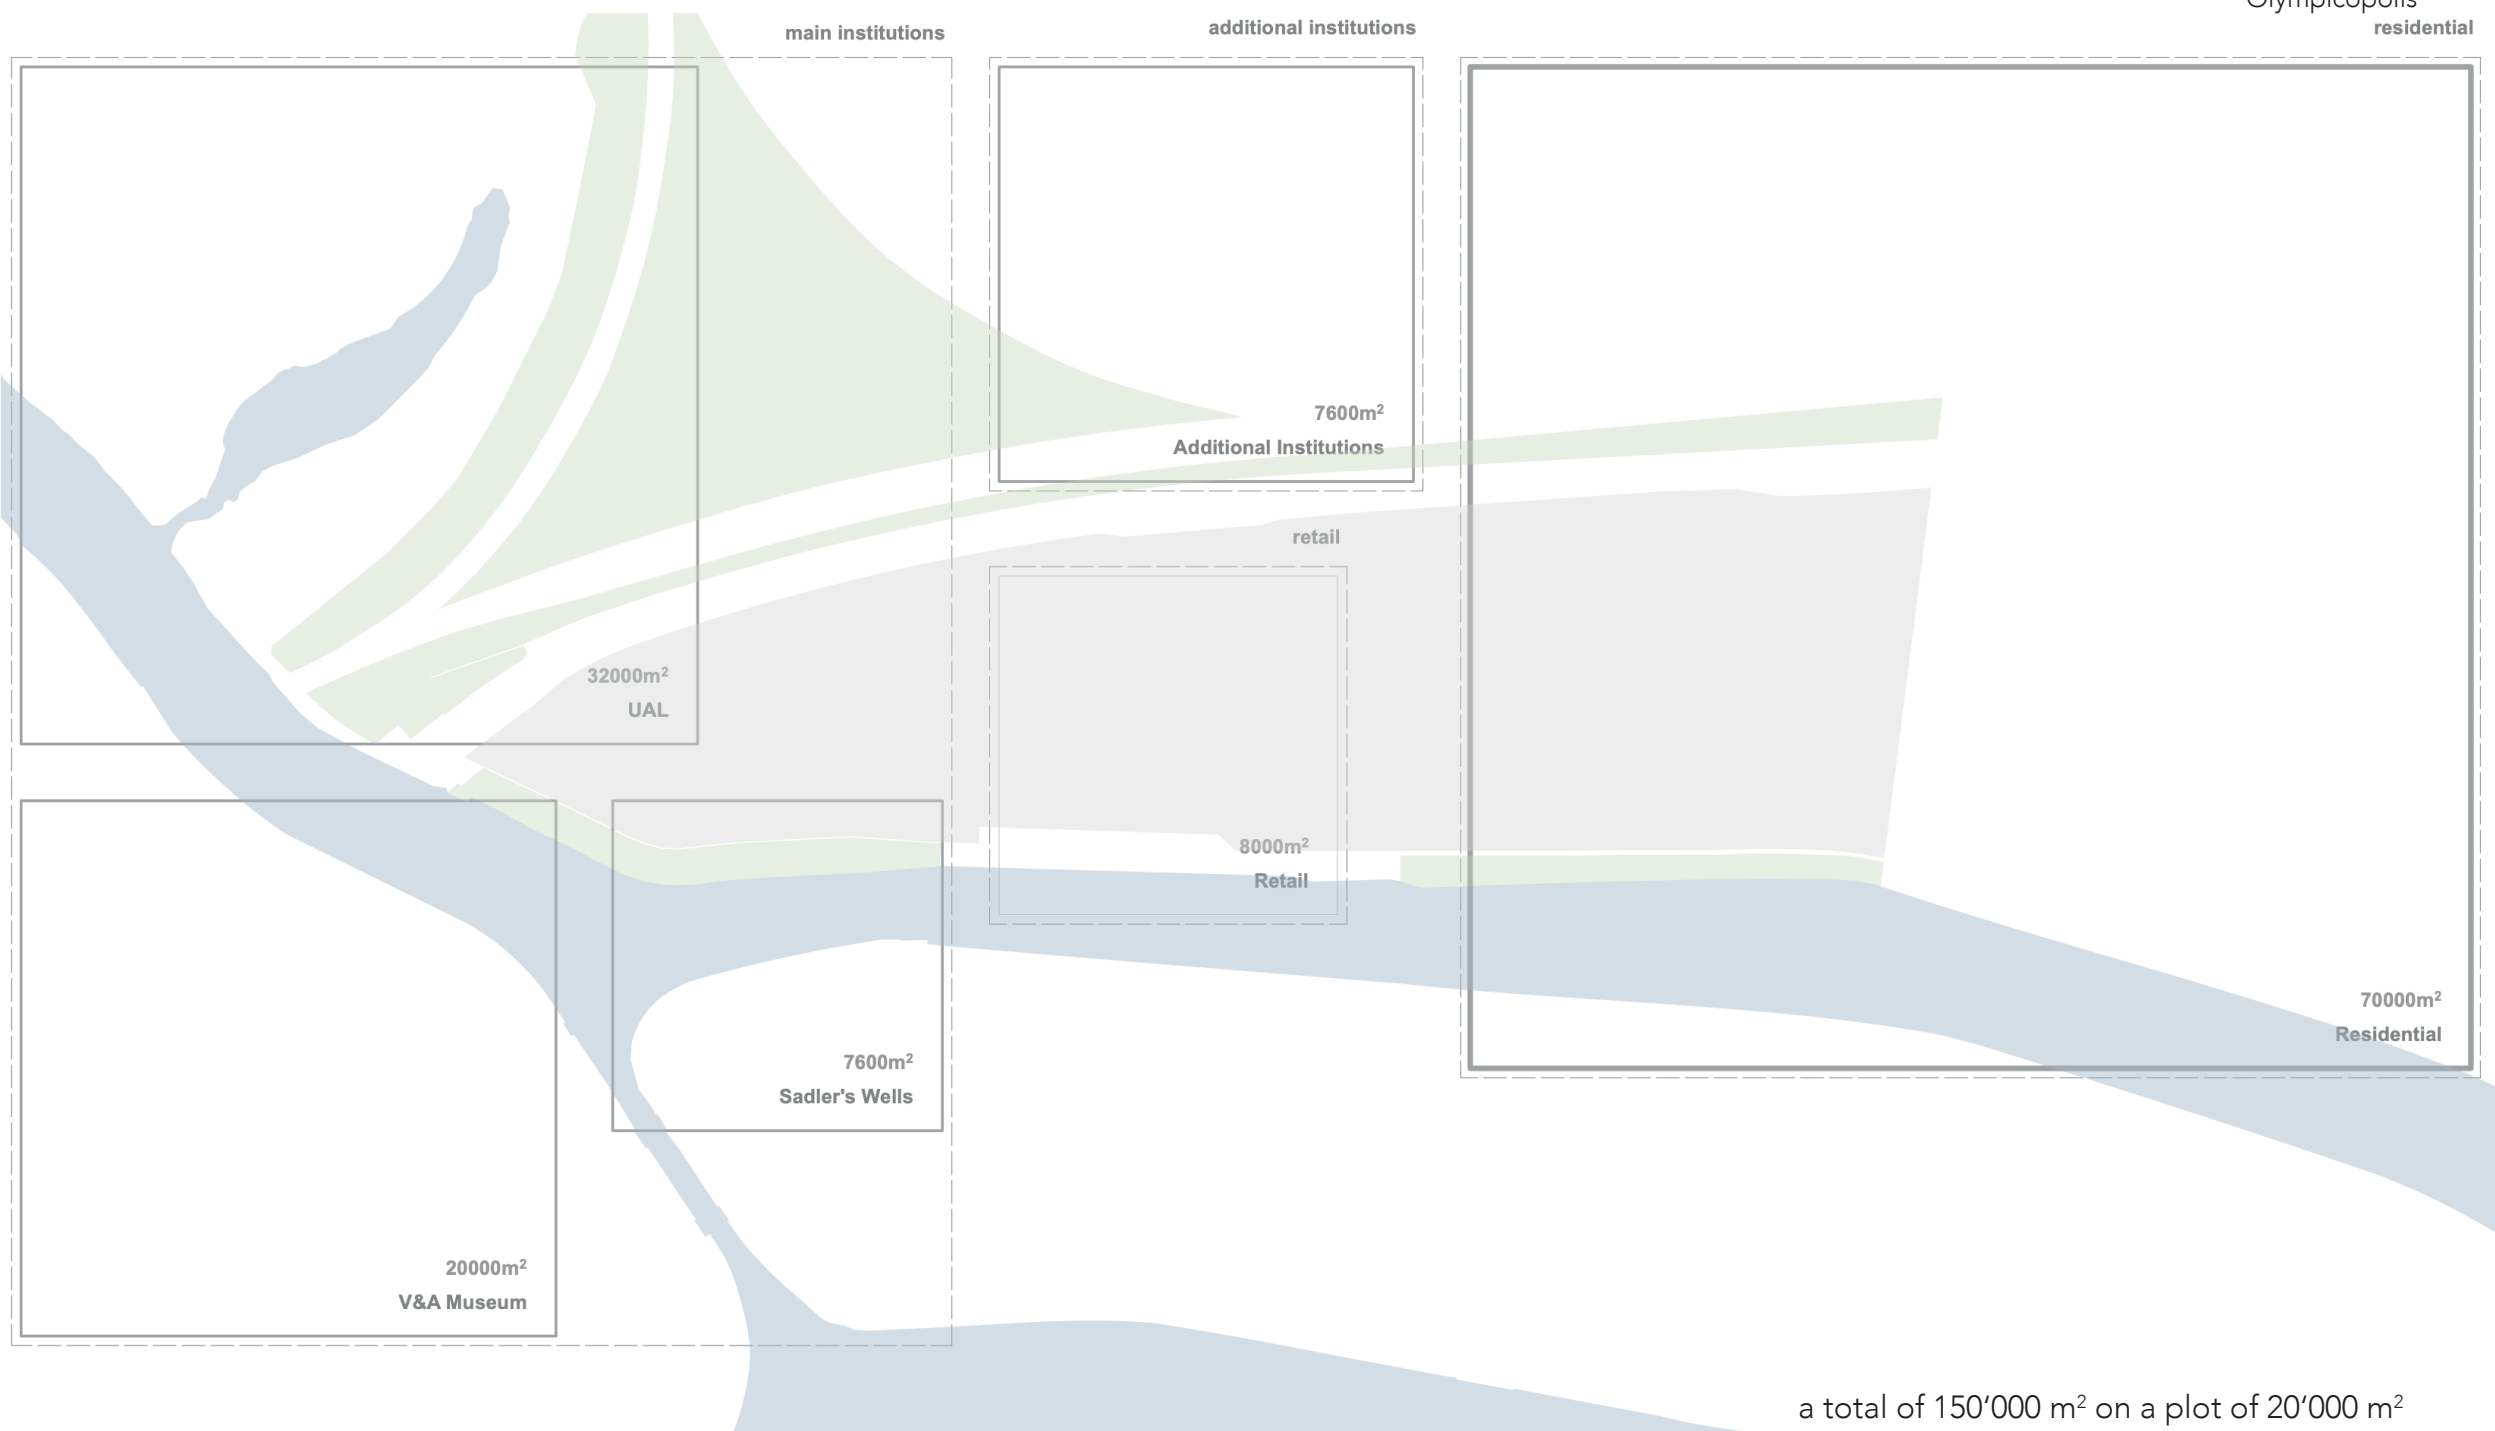 Olympicopolis
main institutions
additional institutions
residential
7600m²
Additional Institutions
retail
32000m²
UAL
8000m²
Retail
70000m²
Residential
7600m²
Sadler's Wells
20000m²
V&A Museum
a total of 150'000 m² on a plot of 20'000 m²